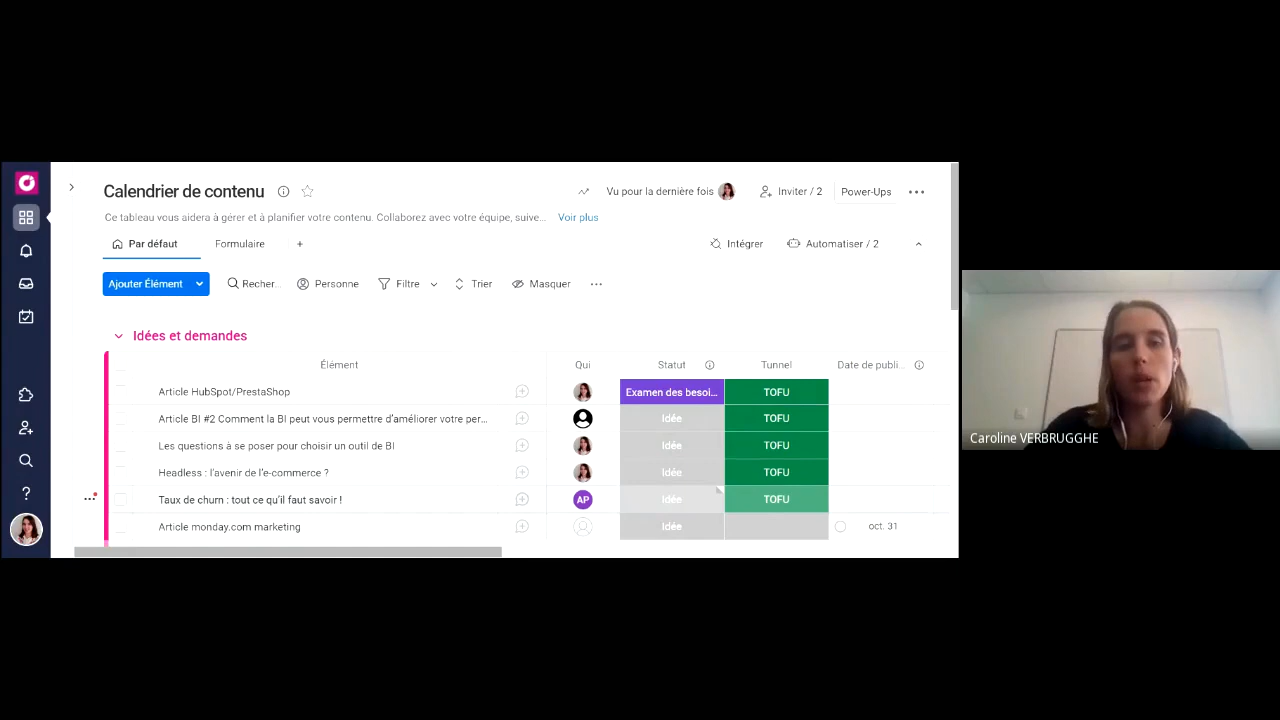 Calendrier de contenu
Vu pour la dernière fois
Inviter / 2
Power-Ups
Ce tableau vous aidera à gérer et à planifier votre contenu. Collaborez avec votre équipe, suive... Voir plus
Par défaut
Formulaire
+
Intégrer
Automatiser / 2
Ajouter Élément
Recher...
Personne
Filtre
Trier
Masquer
Idées et demandes
Élément Qui Statut Tunnel Date de publi...
Article HubSpot/PrestaShop Examen des besoi... TOFU
Article BI #2 Comment la BI peut vous permettre d'améliorer votre per... Idée TOFU
Les questions à se poser pour choisir un outil de BI Idée TOFU
Headless : l'avenir de l'e-commerce ? Idée TOFU
Taux de churn : tout ce qu'il faut savoir ! AP Idée TOFU
Article monday.com marketing Idée oct. 31
Caroline VERBRUGGHE